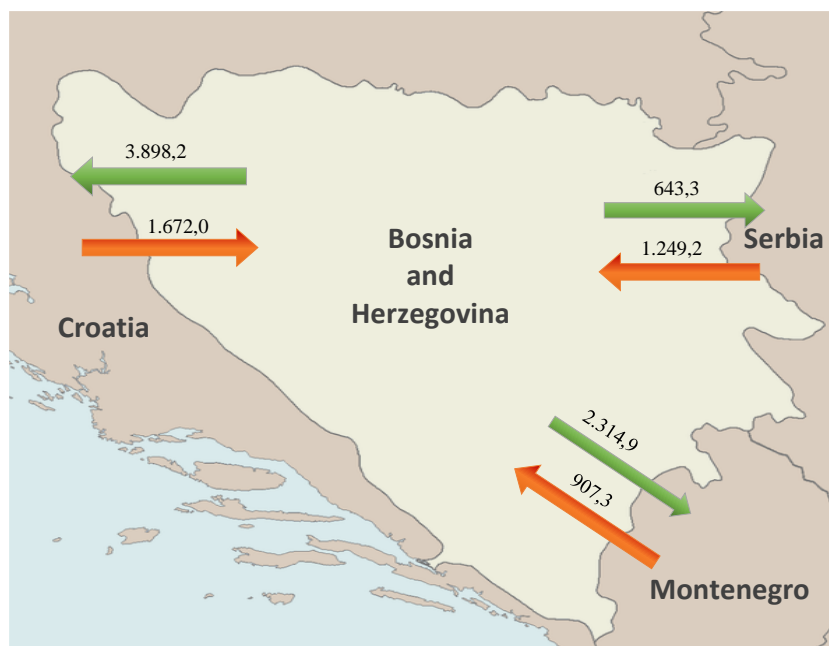 3.898,2
643,3
1.672,0
Bosnia
and
Herzegovina
Serbia
1.249,2
Croatia
2.314,9
907,3
Montenegro